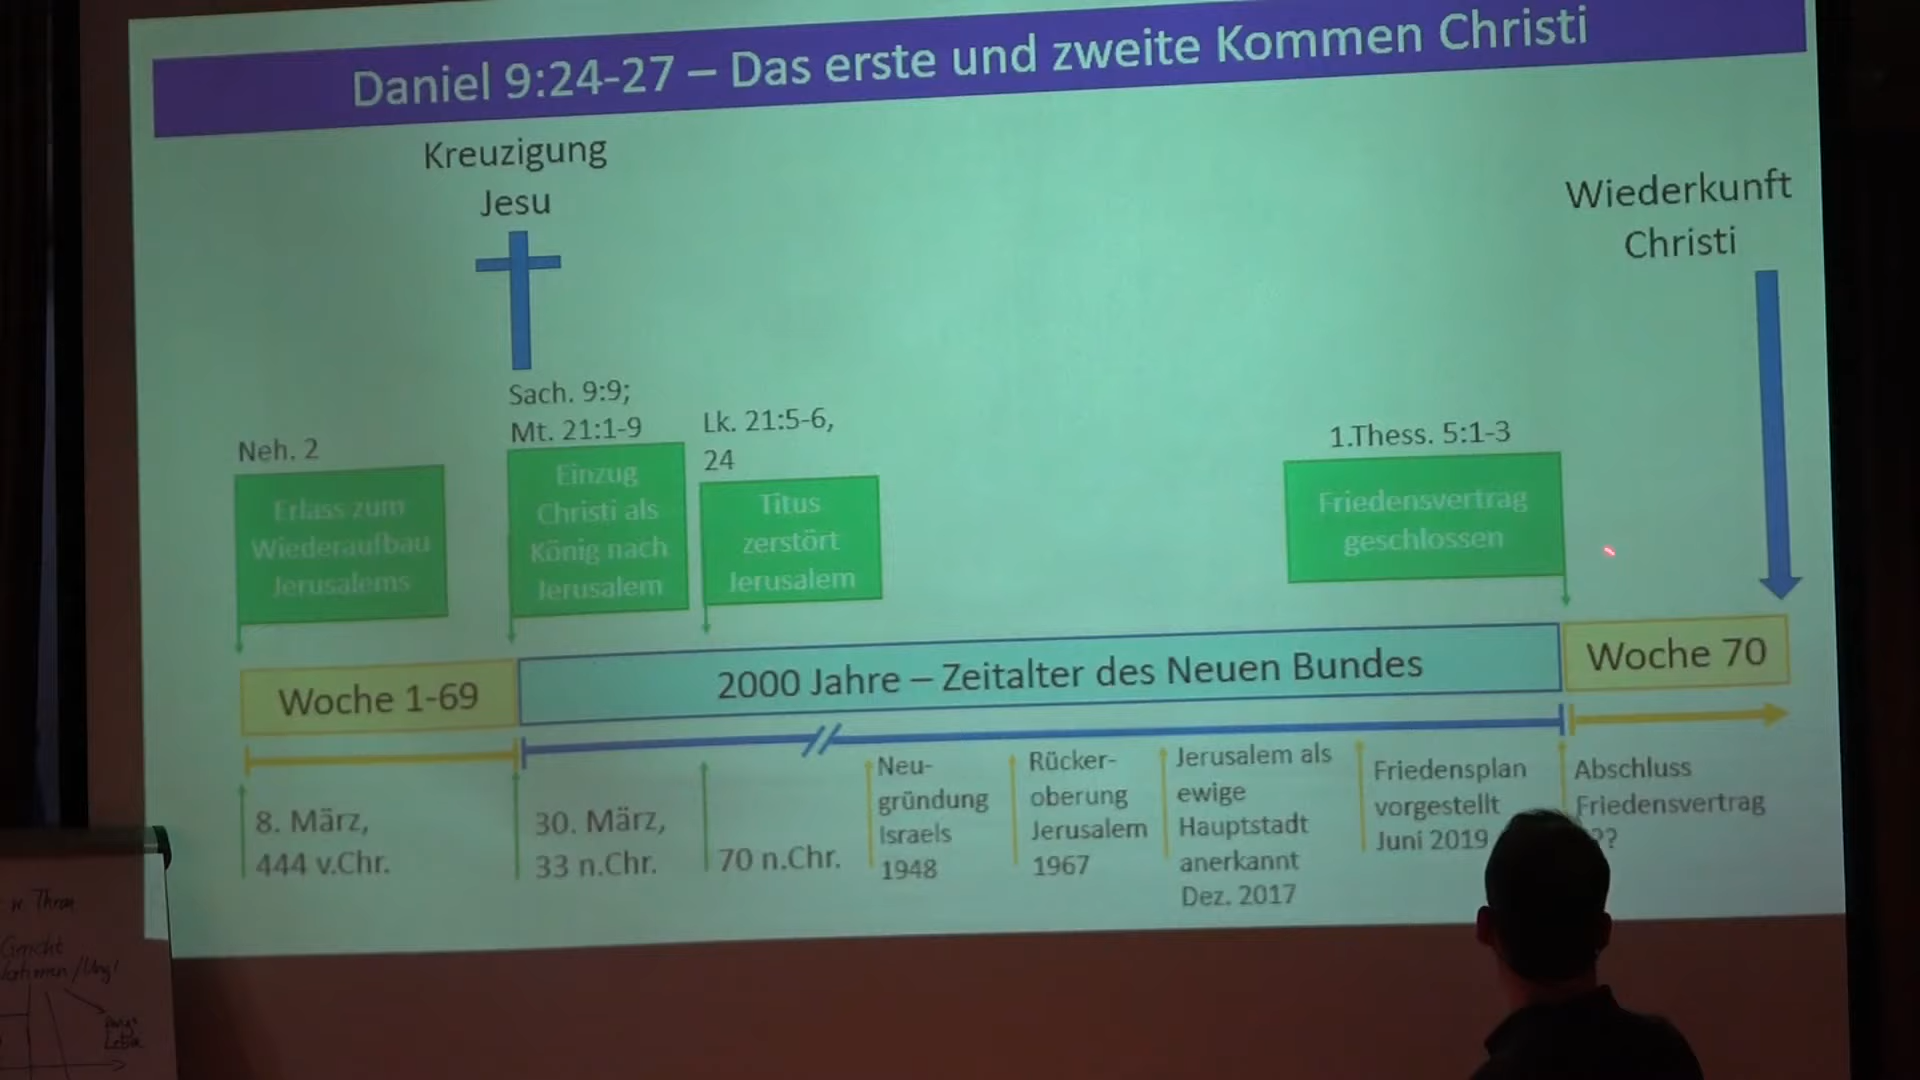 Daniel 9:24-27 – Das erste und zweite Kommen Christi
Kreuzigung
Jesu
Wiederkunft
Christi
Neh. 2
Erlass zum
Wiederaufbau
Jerusalems
Sach. 9:9;
Mt. 21:1-9
Einzug
Christi als
König nach
Jerusalem
Lk. 21:5-6,
24
Titus
zerstört
Jerusalem
1.Thess. 5:1-3
Friedensvertrag
geschlossen
Woche 1-69
2000 Jahre – Zeitalter des Neuen Bundes
Woche 70
8. März,
444 v.Chr.
30. März,
33 n.Chr.
70 n.Chr.
Neu-
gründung
Israels
1948
Rücker-
oberung
Jerusalem
1967
Jerusalem als
ewige
Hauptstadt
anerkannt
Dez. 2017
Friedensplan
vorgestellt
Juni 2019
Abschluss
Friedensvertrag
??
Thron
Gericht